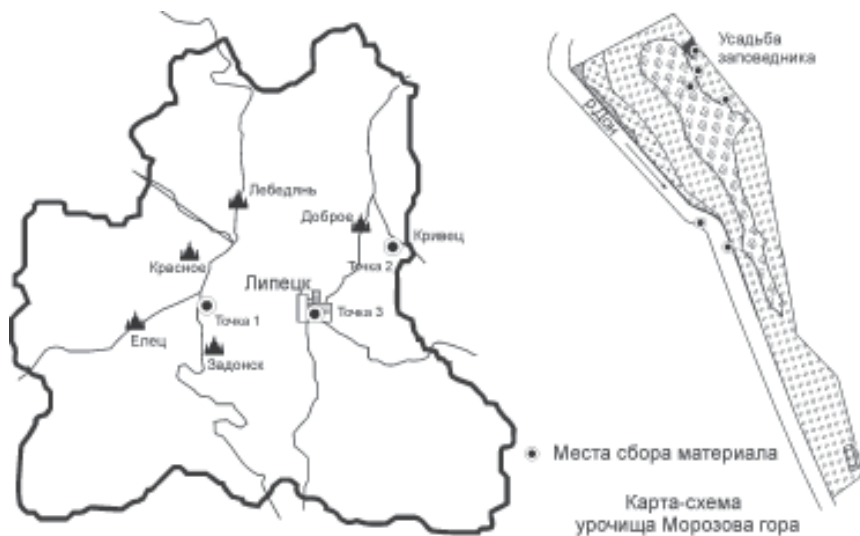 Усадьба
заповедника
р.Дон
Лебедянь
Доброе
Кривец
Красное
Точка 2
Липецк
Точка 1
Точка 3
Елец
Задонск
Места сбора материала
Карта-схема
урочища Морозова гора